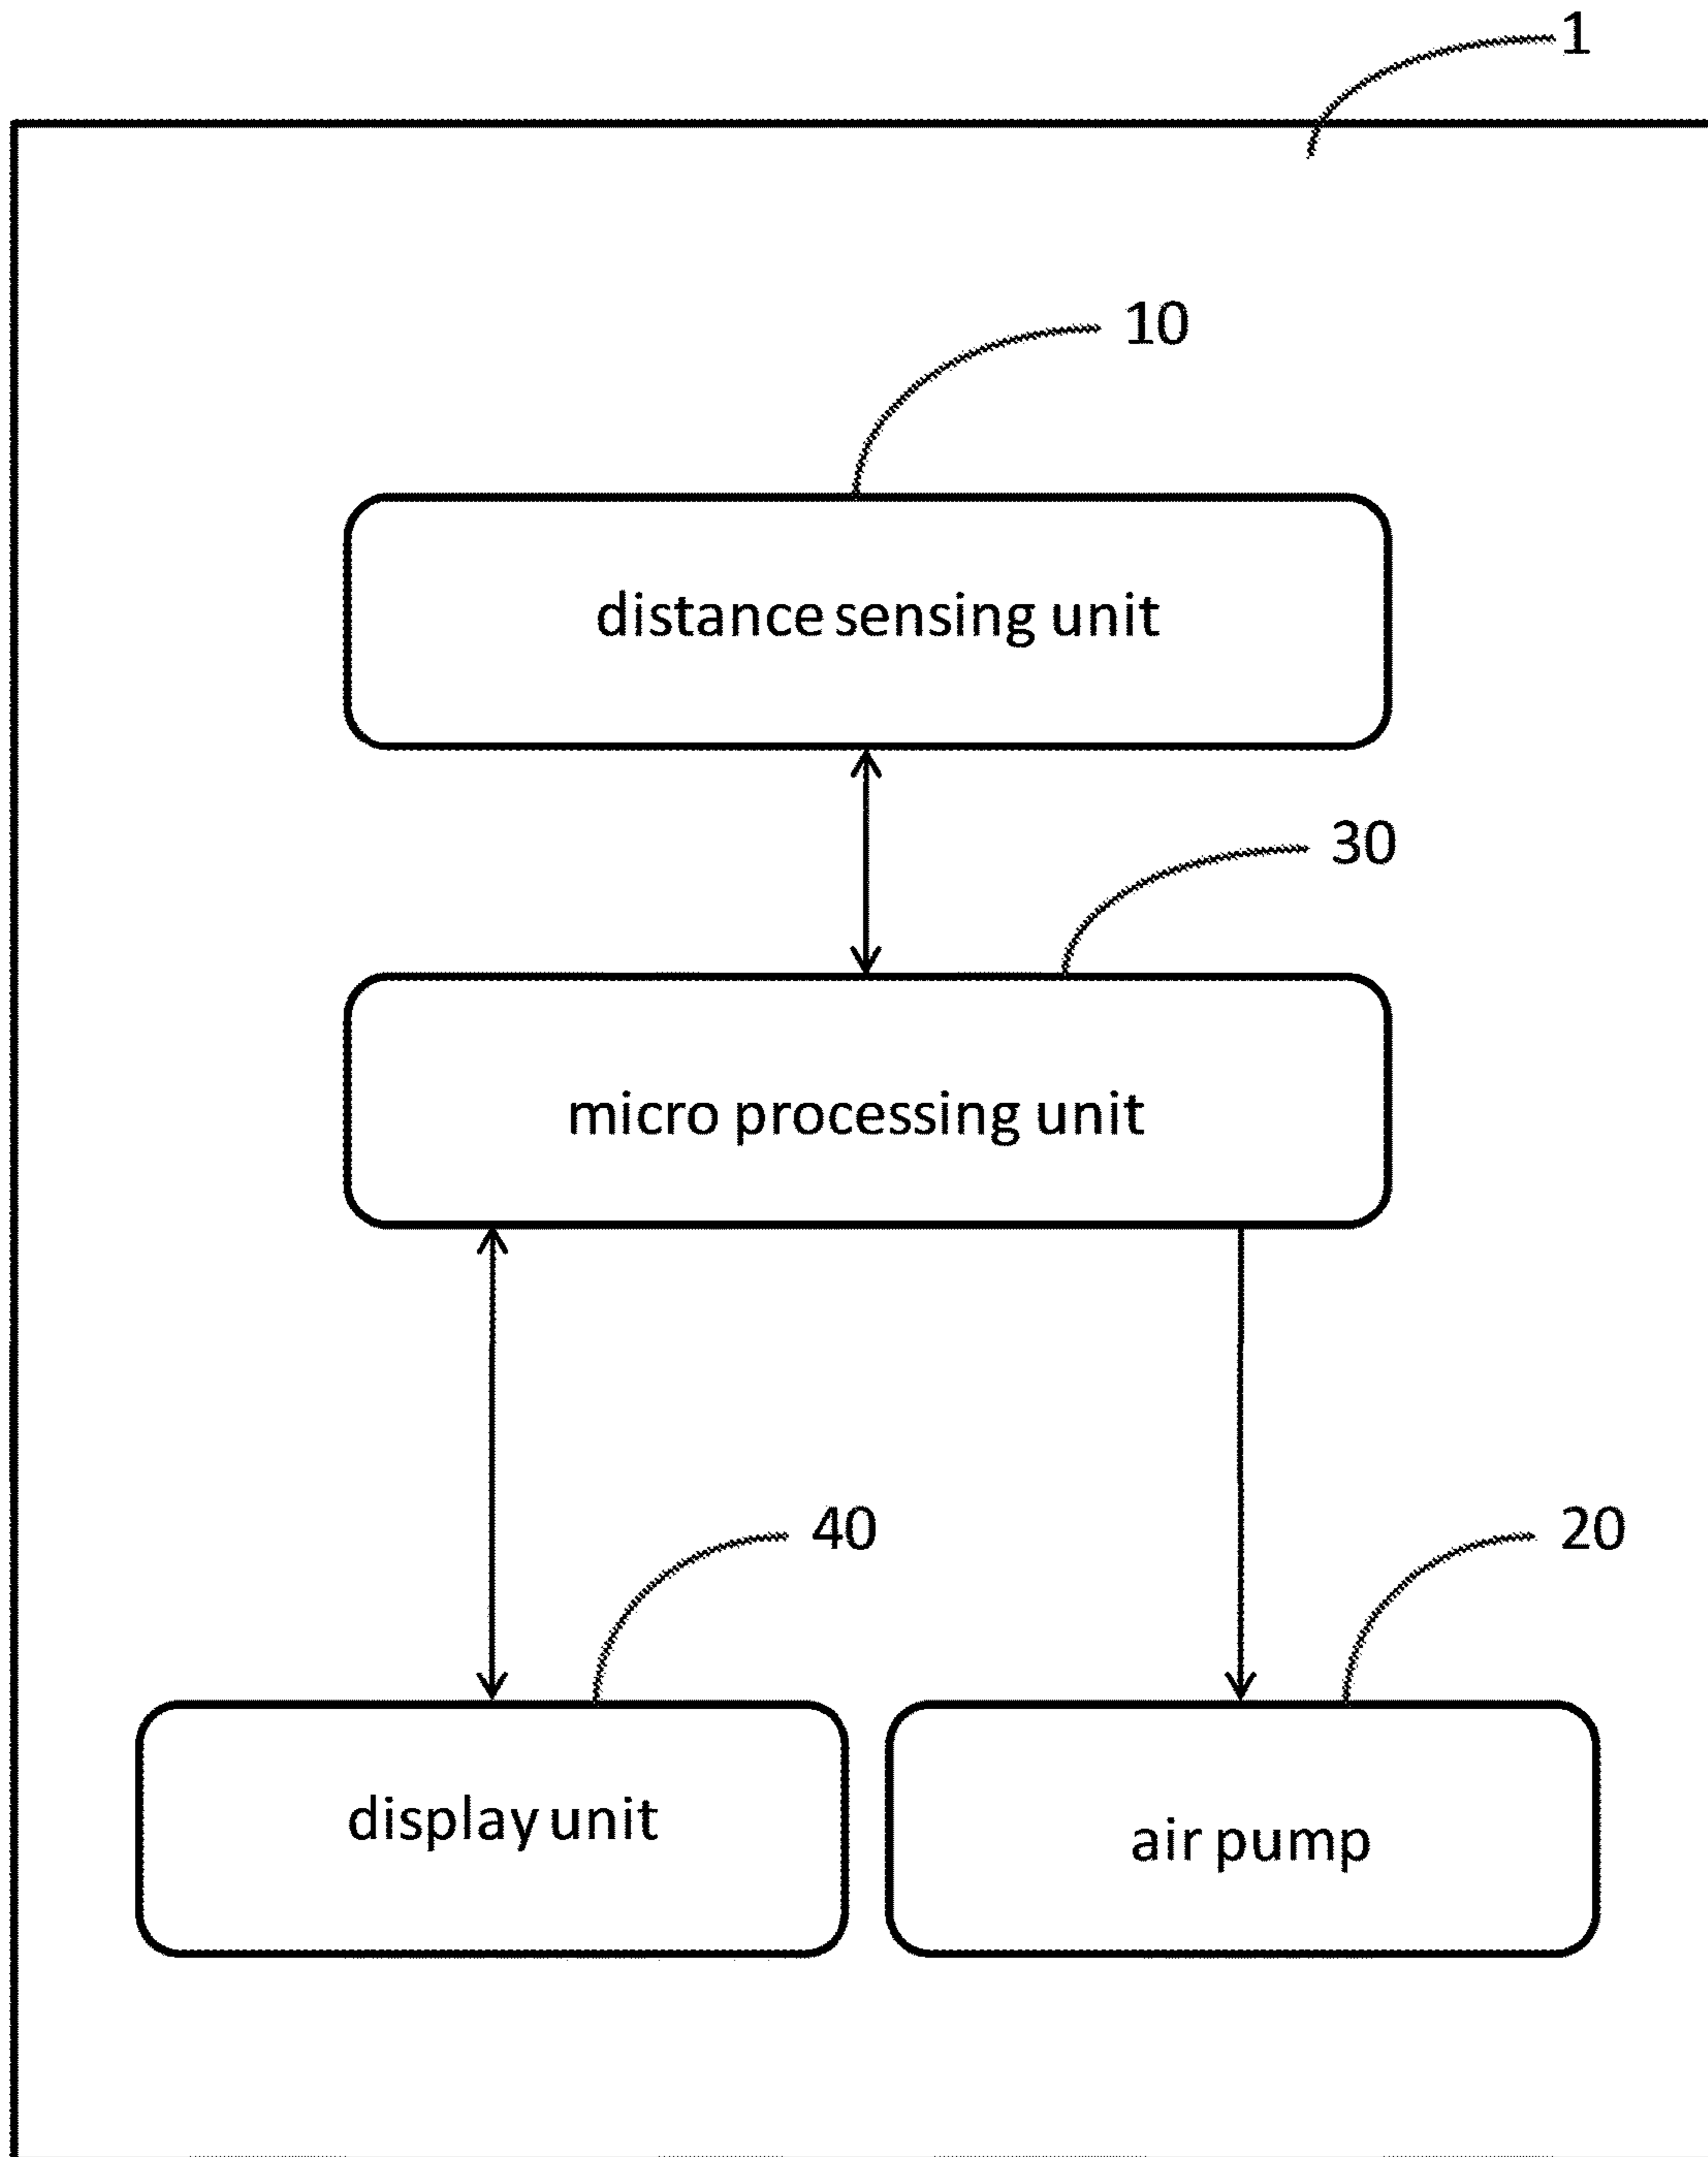 1
10
distance sensing unit
30
micro processing unit
40
20
display unit
air pump